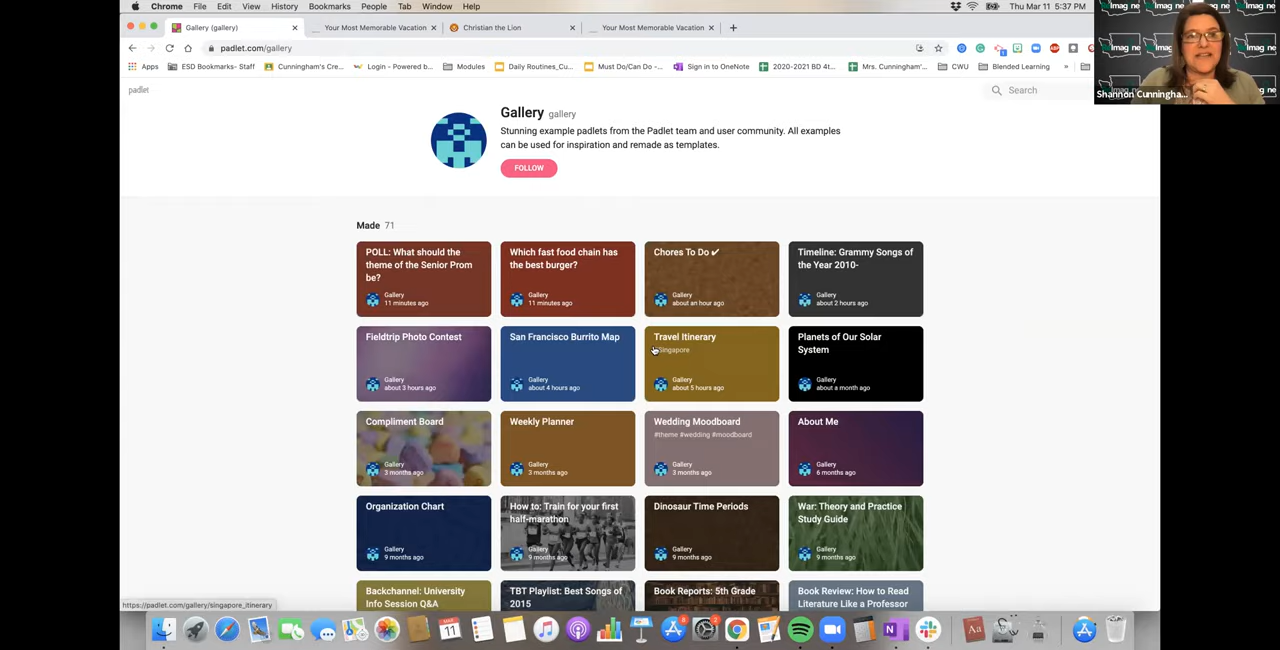 Chrome File Edit View History Bookmarks People Tab Window Help
Thu Mar 11 5:37 PM
Gallery (gallery)
Your Most Memorable Vacation
Christian the Lion
Your Most Memorable Vacation
padlet.com/gallery
Apps
ESD Bookmarks- Staff
Cunningham's Cre...
Login - Powered b...
Modules
Daily Routines_Cu...
Must Do/Can Do -...
Sign in to OneNote
2020-2021 BD 4t...
Mrs. Cunningham'...
CWU
Blended Learning
Shannon Cunningha...
padlet
Search
Gallery gallery
Stunning example padlets from the Padlet team and user community. All examples
can be used for inspiration and remade as templates.
FOLLOW
Made 71
POLL: What should the
theme of the Senior Prom
be?
Gallery
11 minutes ago
Which fast food chain has
the best burger?
Gallery
11 minutes ago
Chores To Do ✔
Gallery
about an hour ago
Timeline: Grammy Songs of
the Year 2010-
Gallery
about 2 hours ago
Fieldtrip Photo Contest
Gallery
about 3 hours ago
San Francisco Burrito Map
Gallery
about 4 hours ago
Travel Itinerary
Singapore
Gallery
about 5 hours ago
Planets of Our Solar
System
Gallery
about a month ago
Compliment Board
Gallery
3 months ago
Weekly Planner
Gallery
3 months ago
Wedding Moodboard
#theme #wedding #moodboard
Gallery
3 months ago
About Me
Gallery
6 months ago
Organization Chart
Gallery
9 months ago
How to: Train for your first
half-marathon
Gallery
9 months ago
Dinosaur Time Periods
Gallery
9 months ago
War: Theory and Practice
Study Guide
Gallery
9 months ago
Backchannel: University
Info Session Q&A
TBT Playlist: Best Songs of
2015
Book Reports: 5th Grade
Book Review: How to Read
Literature Like a Professor
https://padlet.com/gallery/singapore_itinerary